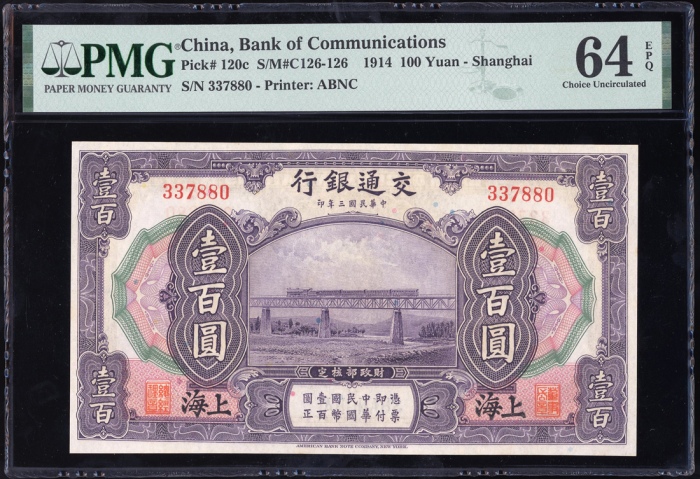 PMG
PAPER MONEY GUARANTY
China, Bank of Communications
Pick# 120c S/M#C126-126 1914 100 Yuan - Shanghai
S/N 337880 - Printer: ABNC
64 EPQ
Choice Uncirculated
壹百
壹百
行銀通交
印年三國民華中
337880
337880
壹百圓
壹百圓
定核部政財
上海
上海
憑票即付中華民國國幣壹百圓正
壹百
壹百
AMERICAN BANK NOTE COMPANY, NEW YORK.